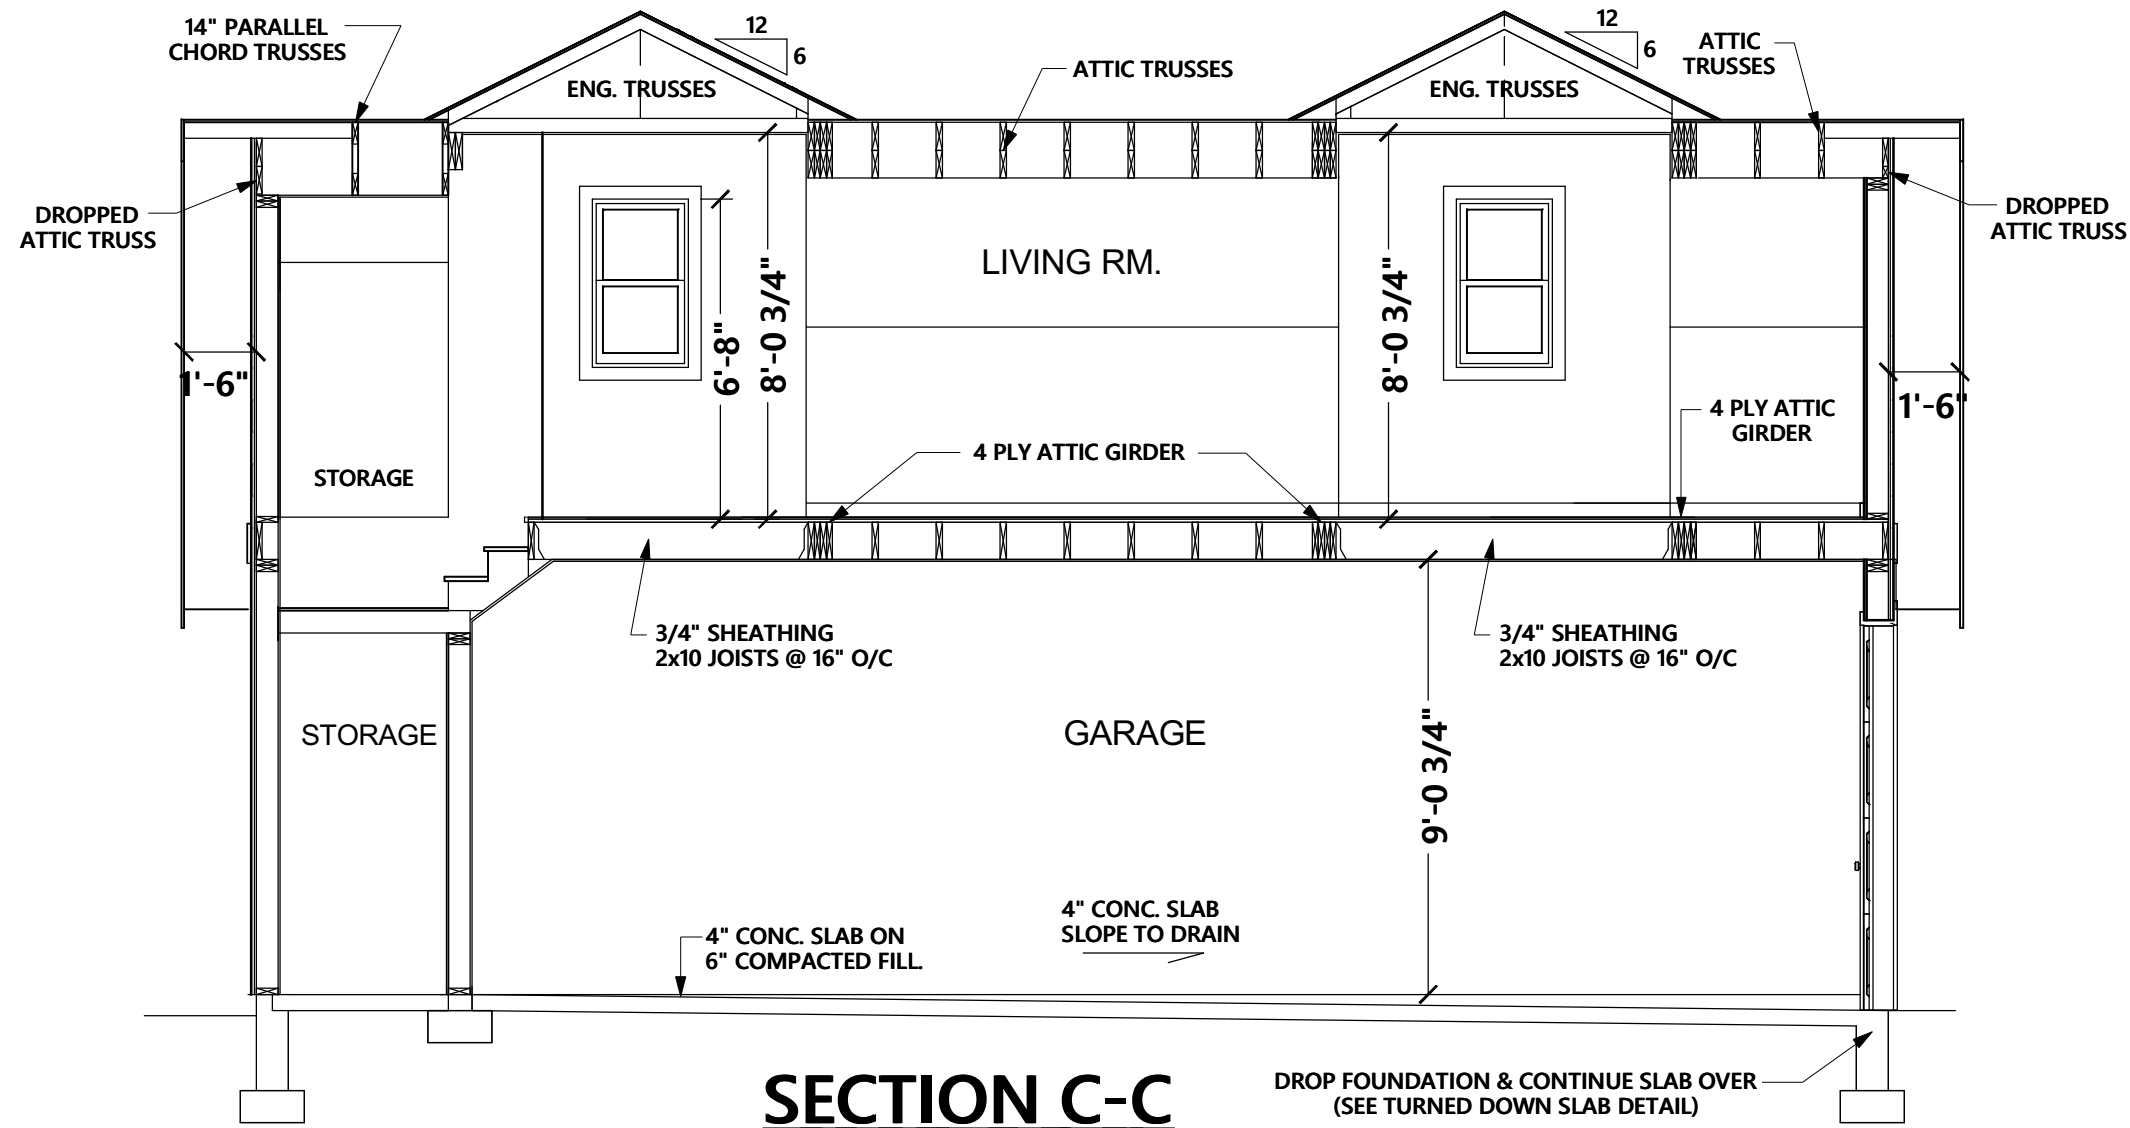 14" PARALLEL
CHORD TRUSSES
12
6
ENG. TRUSSES
ATTIC TRUSSES
12
6
ENG. TRUSSES
ATTIC
TRUSSES
DROPPED
ATTIC TRUSS
DROPPED
ATTIC TRUSS
LIVING RM.
1'-6"
6'-8"
8'-0 3/4"
8'-0 3/4"
1'-6"
4 PLY ATTIC
GIRDER
4 PLY ATTIC GIRDER
STORAGE
3/4" SHEATHING
2x10 JOISTS @ 16" O/C
3/4" SHEATHING
2x10 JOISTS @ 16" O/C
STORAGE
GARAGE
9'-0 3/4"
4" CONC. SLAB ON
6" COMPACTED FILL.
4" CONC. SLAB
SLOPE TO DRAIN
SECTION C-C
DROP FOUNDATION & CONTINUE SLAB OVER
(SEE TURNED DOWN SLAB DETAIL)